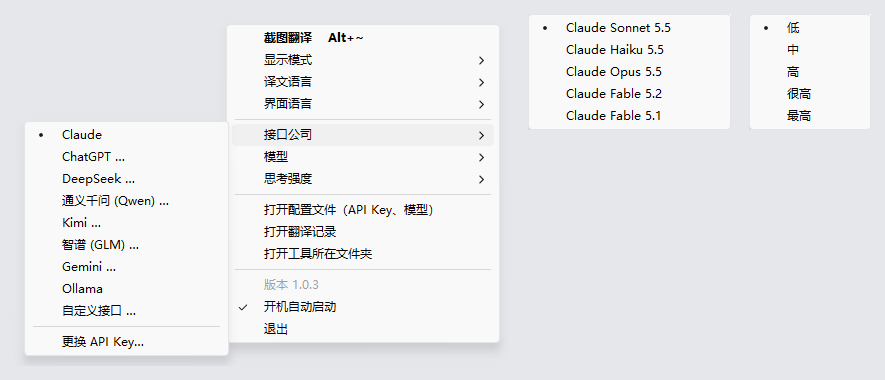 截图翻译 Alt+~
显示模式
译文语言
界面语言
接口公司
模型
思考强度
打开配置文件（API Key、模型）
打开翻译记录
打开工具所在文件夹
版本 1.0.3
开机自动启动
退出
Claude
ChatGPT ...
DeepSeek ...
通义千问 (Qwen) ...
Kimi ...
智谱 (GLM) ...
Gemini ...
Ollama
自定义接口 ...
更换 API Key...
Claude Sonnet 5.5
Claude Haiku 5.5
Claude Opus 5.5
Claude Fable 5.2
Claude Fable 5.1
低
中
高
很高
最高